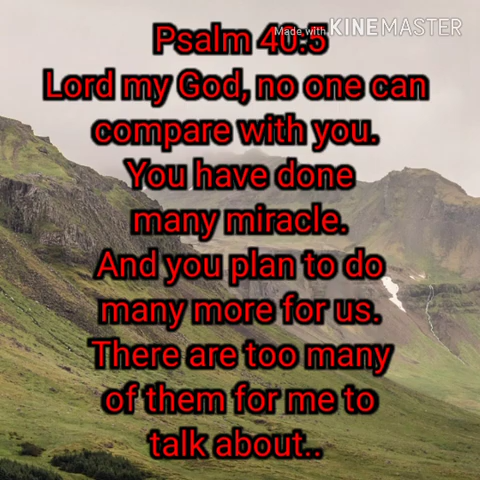 Psalm 40:5
Made with KINEMASTER
Lord my God, no one can
compare with you.
You have done
many miracle.
And you plan to do
many more for us.
There are too many
of them for me to
talk about..